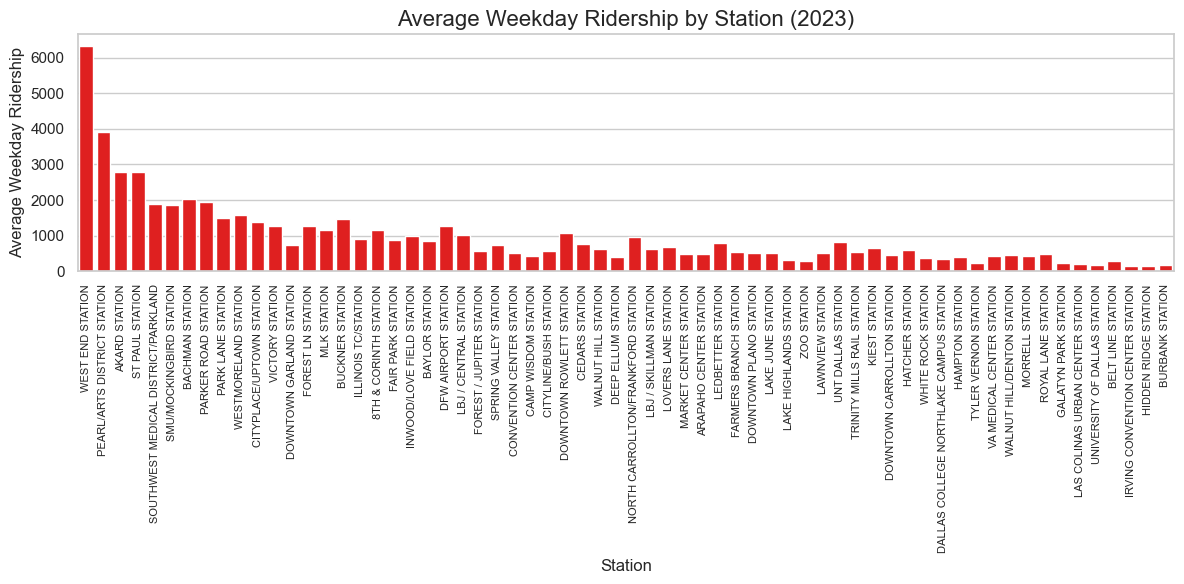 Average Weekday Ridership by Station (2023)
Average Weekday Ridership
6000
5000
4000
3000
2000
1000
0
WEST END STATION
PEARL/ARTS DISTRICT STATION
AKARD STATION
ST PAUL STATION
SOUTHWEST MEDICAL DISTRICT/PARKLAND
SMU/MOCKINGBIRD STATION
BACHMAN STATION
PARKER ROAD STATION
PARK LANE STATION
WESTMORELAND STATION
CITYPLACE/UPTOWN STATION
VICTORY STATION
DOWNTOWN GARLAND STATION
FOREST LN STATION
MLK STATION
BUCKNER STATION
ILLINOIS TC/STATION
8TH & CORINTH STATION
FAIR PARK STATION
INWOOD/LOVE FIELD STATION
BAYLOR STATION
DFW AIRPORT STATION
LBJ / CENTRAL STATION
FOREST / JUPITER STATION
SPRING VALLEY STATION
CONVENTION CENTER STATION
CAMP WISDOM STATION
CITYLINE/BUSH STATION
DOWNTOWN ROWLETT STATION
CEDARS STATION
WALNUT HILL STATION
DEEP ELLUM STATION
NORTH CARROLLTON/FRANKFORD STATION
LBJ / SKILLMAN STATION
LOVERS LANE STATION
MARKET CENTER STATION
ARAPAHO CENTER STATION
LEDBETTER STATION
FARMERS BRANCH STATION
DOWNTOWN PLANO STATION
LAKE JUNE STATION
LAKE HIGHLANDS STATION
ZOO STATION
LAWNVIEW STATION
UNT DALLAS STATION
TRINITY MILLS RAIL STATION
KIEST STATION
DOWNTOWN CARROLLTON STATION
HATCHER STATION
WHITE ROCK STATION
DALLAS COLLEGE NORTHLAKE CAMPUS STATION
HAMPTON STATION
TYLER VERNON STATION
VA MEDICAL CENTER STATION
WALNUT HILL/DENTON STATION
MORRELL STATION
ROYAL LANE STATION
GALATYN PARK STATION
LAS COLINAS URBAN CENTER STATION
UNIVERSITY OF DALLAS STATION
BELT LINE STATION
IRVING CONVENTION CENTER STATION
HIDDEN RIDGE STATION
BURBANK STATION
Station